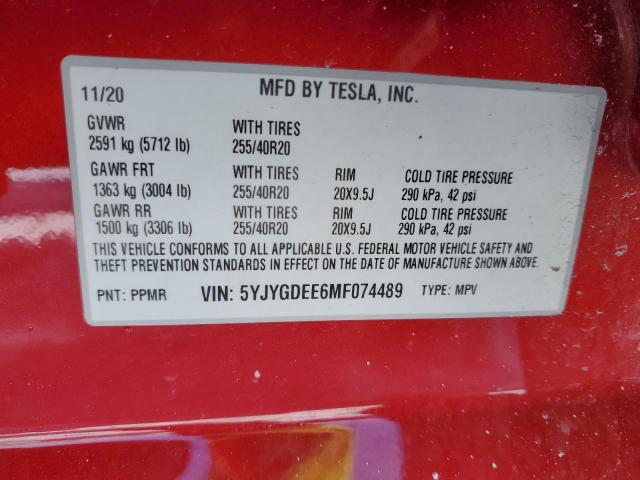 11/20 MFD BY TESLA, INC.
GVWR WITH TIRES
2591 kg (5712 lb) 255/40R20
GAWR FRT WITH TIRES RIM COLD TIRE PRESSURE
1363 kg (3004 lb) 255/40R20 20X9.5J 290 kPa, 42 psi
GAWR RR WITH TIRES RIM COLD TIRE PRESSURE
1500 kg (3306 lb) 255/40R20 20X9.5J 290 kPa, 42 psi
THIS VEHICLE CONFORMS TO ALL APPLICABLE U.S. FEDERAL MOTOR VEHICLE SAFETY AND
THEFT PREVENTION STANDARDS IN EFFECT ON THE DATE OF MANUFACTURE SHOWN ABOVE.
PNT: PPMR VIN: 5YJYGDEE6MF074489 TYPE: MPV